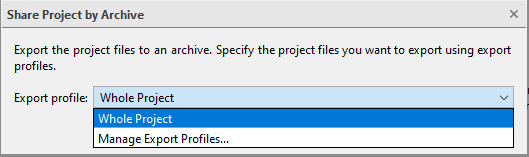 Share Project by Archive
Export the project files to an archive. Specify the project files you want to export using export
profiles.
Export profile: Whole Project
Whole Project
Manage Export Profiles...